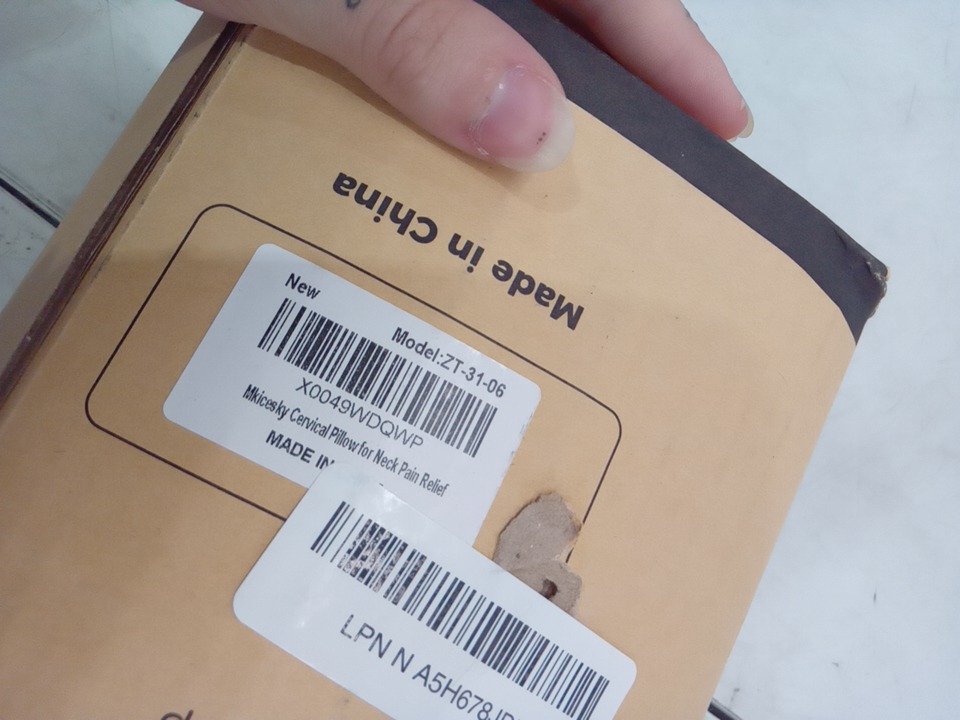 Made in China
New
Model:ZT-31-06
X0049WDQWP
Mkicesky Cervical Pillow for Neck Pain Relief
MADE IN
LPN N A5H678